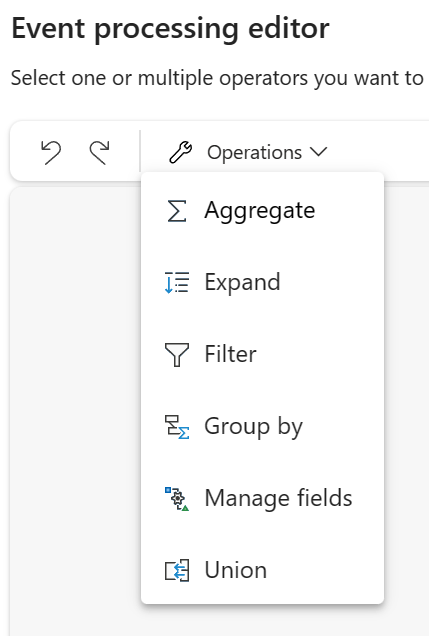 Event processing editor
Select one or multiple operators you want to
Operations
Aggregate
Expand
Filter
Group by
Manage fields
Union